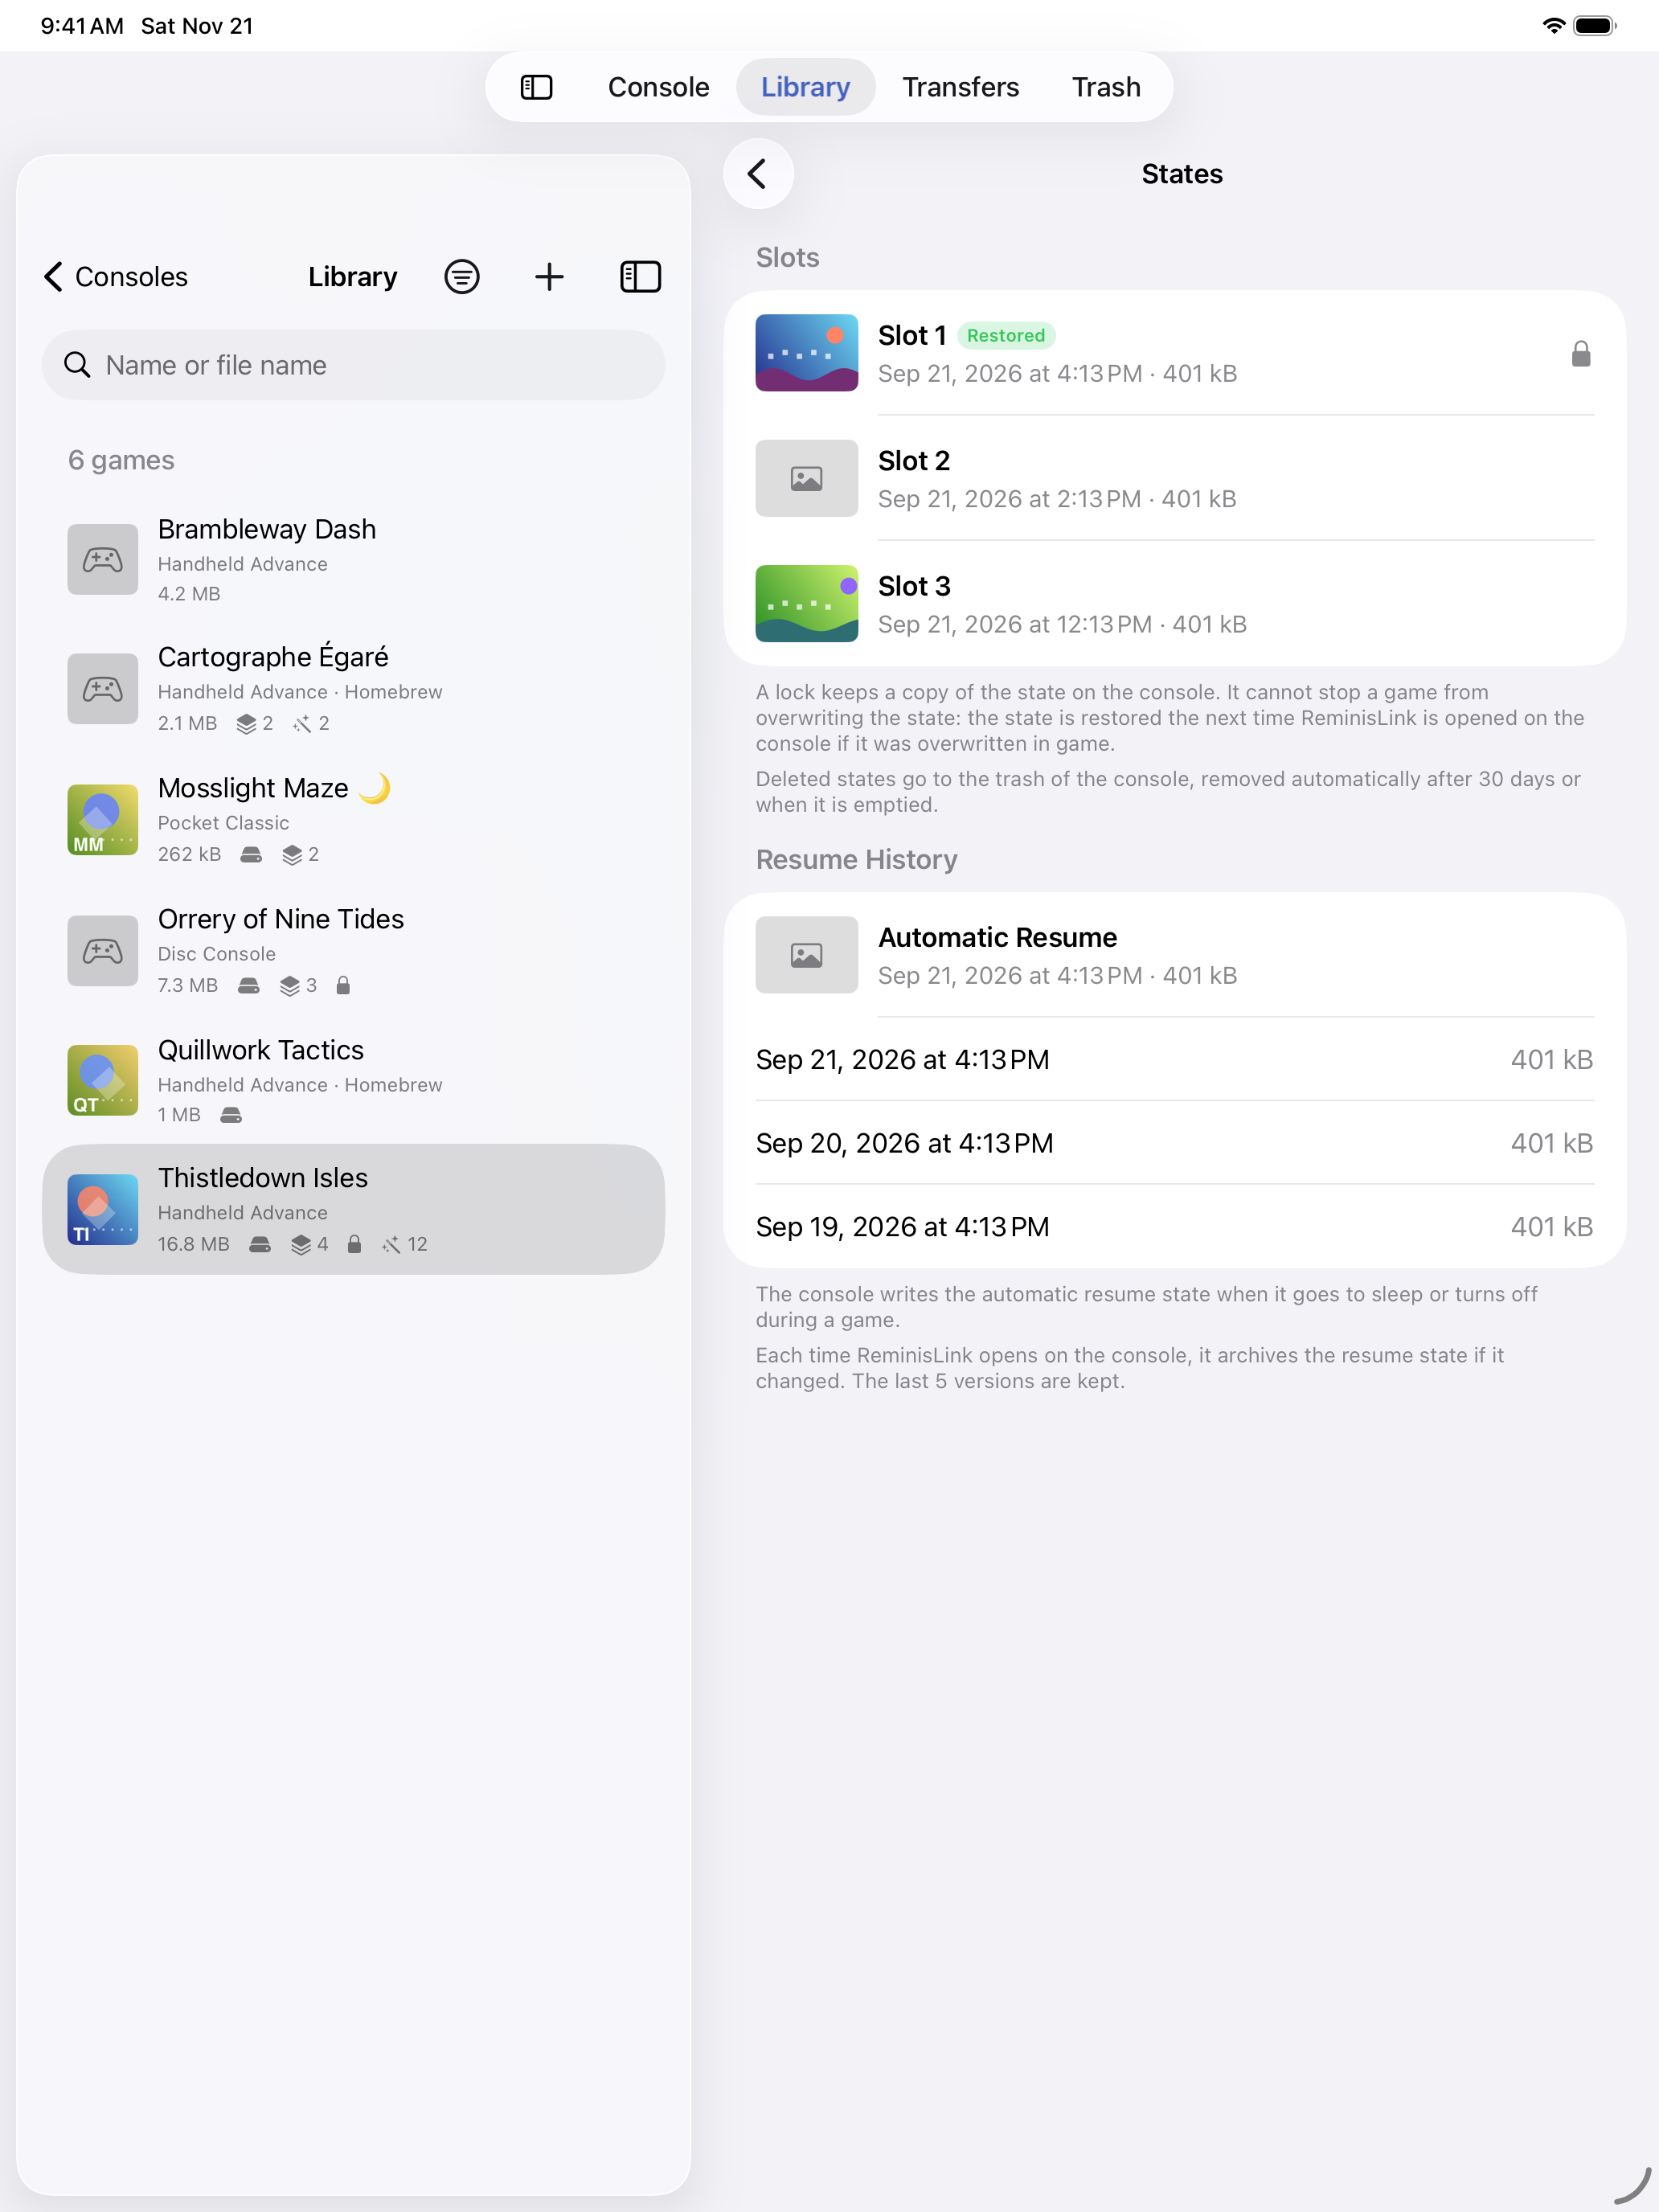 9:41 AM Sat Nov 21
Console
Library
Transfers
Trash
Consoles
Library
Name or file name
6 games
Brambleway Dash
Handheld Advance
4.2 MB
Cartographe Égaré
Handheld Advance · Homebrew
2.1 MB 2 2
Mosslight Maze 🌙
Pocket Classic
262 kB 2
MM
Orrery of Nine Tides
Disc Console
7.3 MB 3
Quillwork Tactics
Handheld Advance · Homebrew
1 MB
QT
Thistledown Isles
Handheld Advance
16.8 MB 4 12
TI
States
Slots
Slot 1 Restored
Sep 21, 2026 at 4:13 PM · 401 kB
Slot 2
Sep 21, 2026 at 2:13 PM · 401 kB
Slot 3
Sep 21, 2026 at 12:13 PM · 401 kB
A lock keeps a copy of the state on the console. It cannot stop a game from
overwriting the state: the state is restored the next time ReminisLink is opened on the
console if it was overwritten in game.
Deleted states go to the trash of the console, removed automatically after 30 days or
when it is emptied.
Resume History
Automatic Resume
Sep 21, 2026 at 4:13 PM · 401 kB
Sep 21, 2026 at 4:13 PM 401 kB
Sep 20, 2026 at 4:13 PM 401 kB
Sep 19, 2026 at 4:13 PM 401 kB
The console writes the automatic resume state when it goes to sleep or turns off
during a game.
Each time ReminisLink opens on the console, it archives the resume state if it
changed. The last 5 versions are kept.